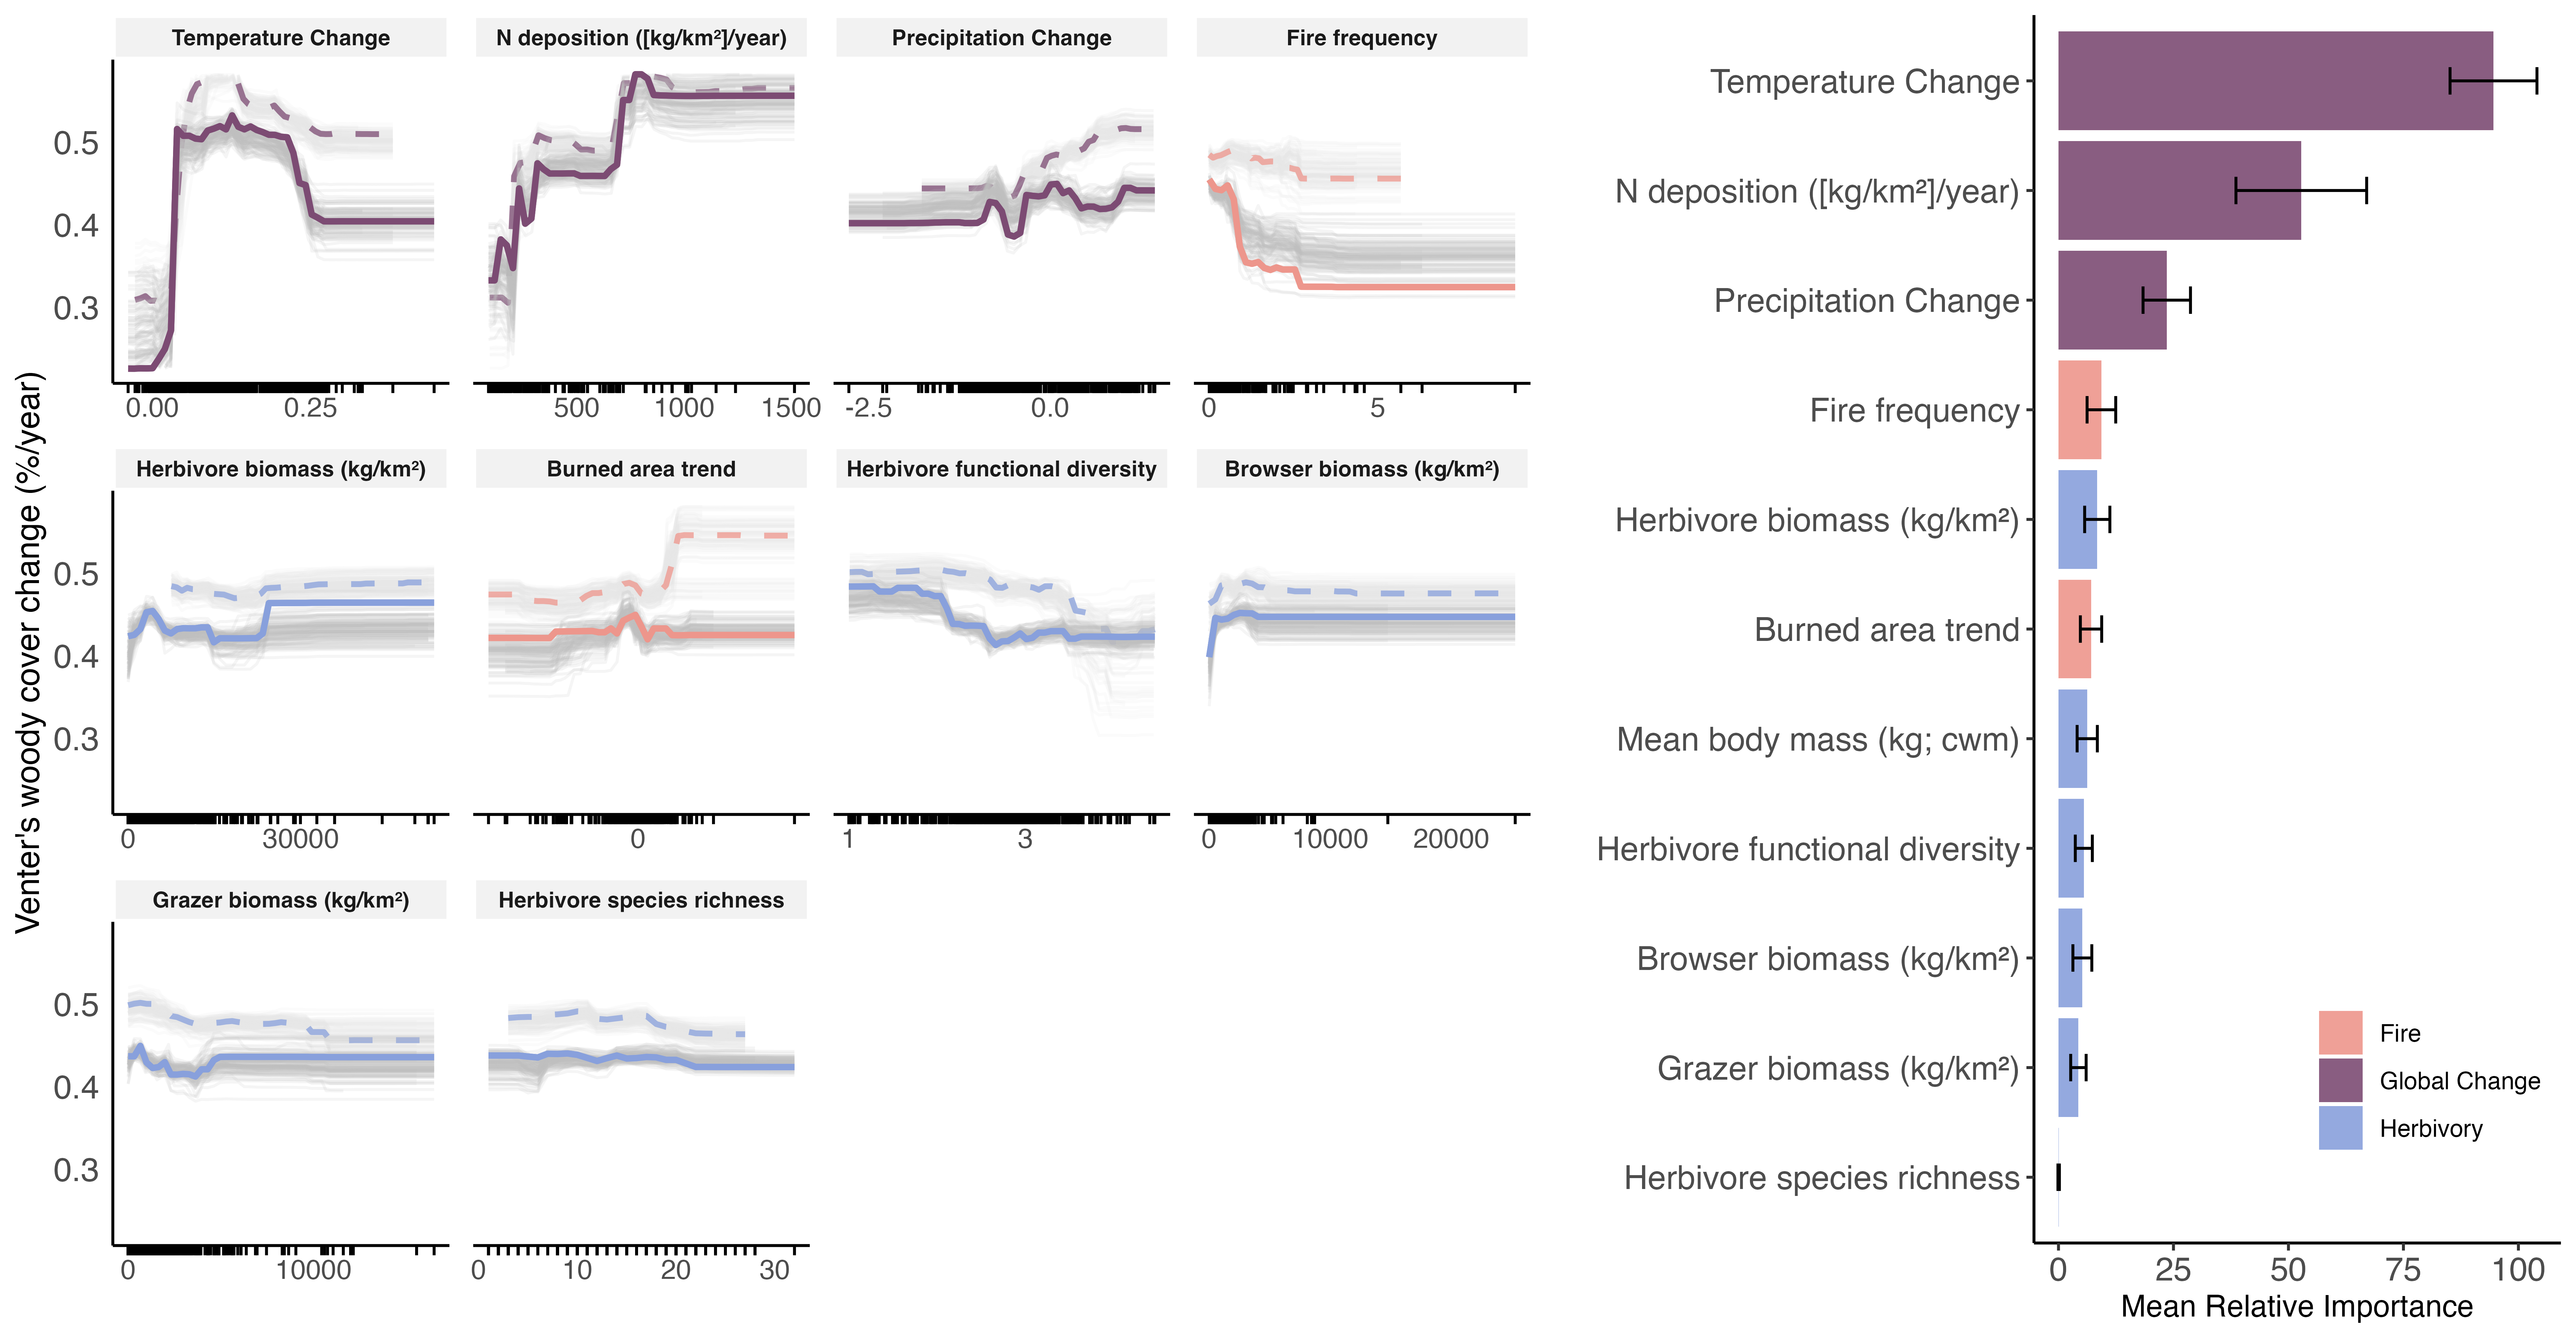 Temperature Change
N deposition ([kg/km²]/year)
Precipitation Change
Fire frequency
0.5
0.4
0.3
0.00 0.25
500 1000 1500
-2.5 0.0
0 5
Venter's woody cover change (%/year)
Herbivore biomass (kg/km²)
Burned area trend
Herbivore functional diversity
Browser biomass (kg/km²)
0.5
0.4
0.3
0 30000
0
1 3
0 10000 20000
Grazer biomass (kg/km²)
Herbivore species richness
0.5
0.4
0.3
0 10000
0 10 20 30
Temperature Change
N deposition ([kg/km²]/year)
Precipitation Change
Fire frequency
Herbivore biomass (kg/km²)
Burned area trend
Mean body mass (kg; cwm)
Herbivore functional diversity
Browser biomass (kg/km²)
Grazer biomass (kg/km²)
Herbivore species richness
Fire
Global Change
Herbivory
0 25 50 75 100
Mean Relative Importance